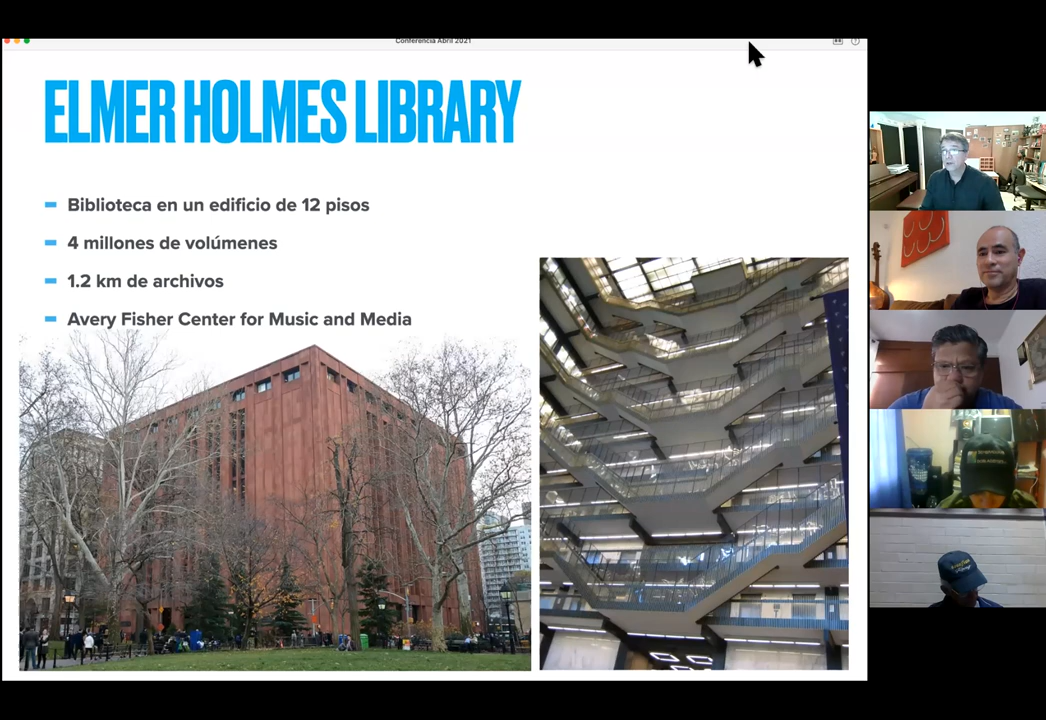 Conferencia Abril 2021
ELMER HOLMES LIBRARY
Biblioteca en un edificio de 12 pisos
4 millones de volúmenes
1.2 km de archivos
Avery Fisher Center for Music and Media